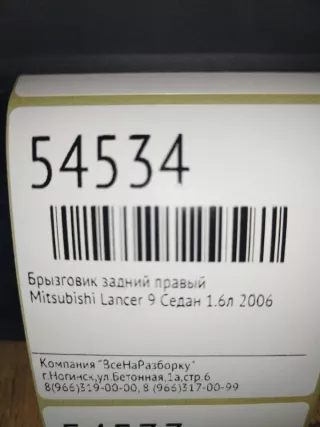 54534
Брызговик задний правый
Mitsubishi Lancer 9 Седан 1.6л 2006
Компания "ВсеНаРазборку"
г.Ногинск,ул.Бетонная,1а,стр.6
8(966)319-00-00, 8 (966)317-00-99